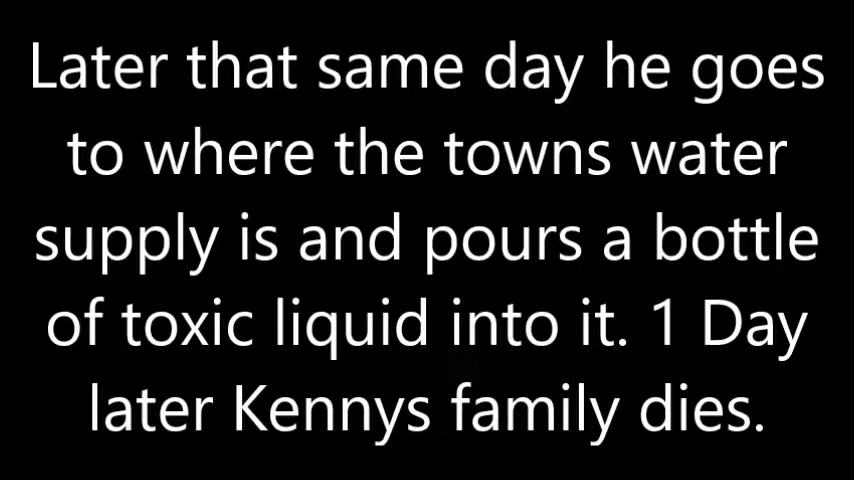 Later that same day he goes
to where the towns water
supply is and pours a bottle
of toxic liquid into it. 1 Day
later Kennys family dies.